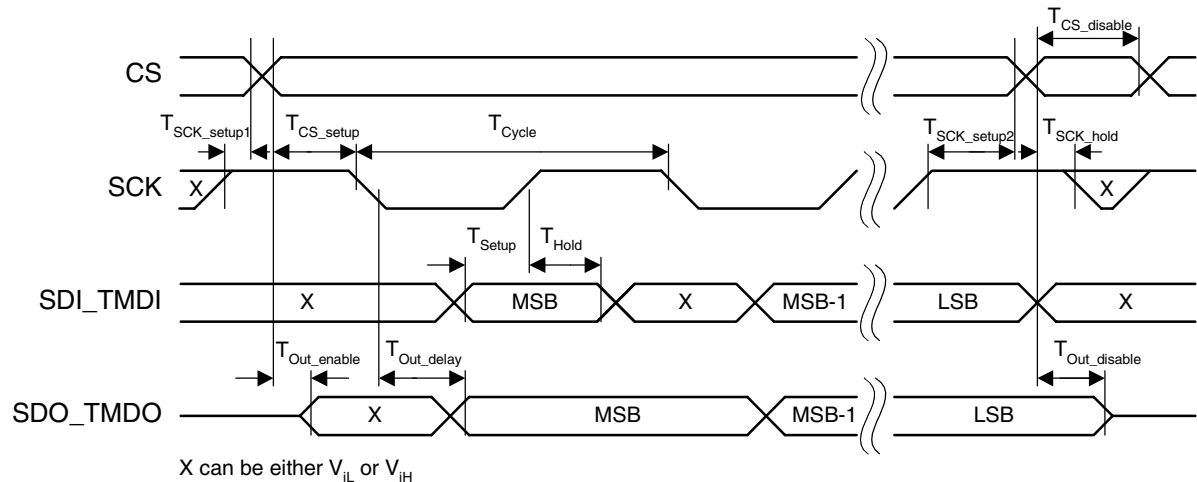 T_CS_disable
CS
T_SCK_setup1 T_CS_setup T_Cycle T_SCK_setup2 T_SCK_hold
SCK X X
T_Setup T_Hold
SDI_TMDI X MSB X MSB-1 LSB X
T_Out_enable T_Out_delay T_Out_disable
SDO_TMDO X MSB MSB-1 LSB
X can be either V_iL or V_iH